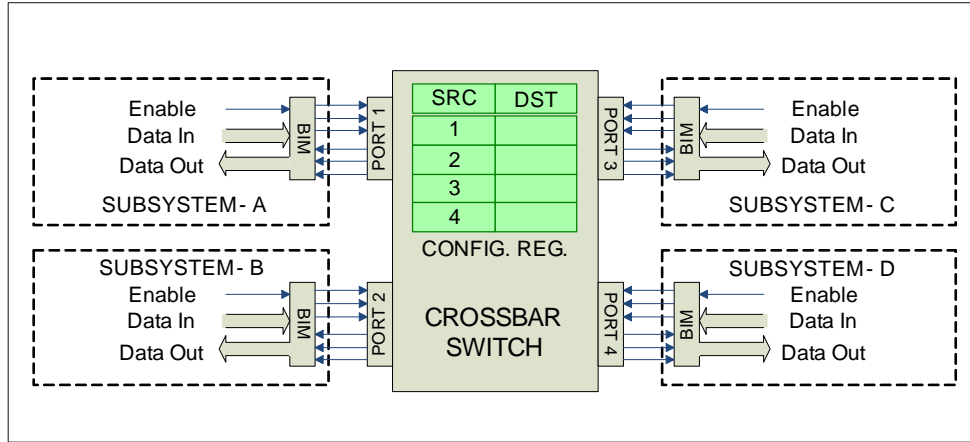 SRC DST
1
2
3
4
CONFIG. REG.
CROSSBAR
SWITCH
Enable
Data In
Data Out
BIM
PORT 1
SUBSYSTEM- A
SUBSYSTEM- B
Enable
Data In
Data Out
BIM
PORT 2
PORT 3
BIM
Enable
Data In
Data Out
SUBSYSTEM- C
SUBSYSTEM- D
PORT 4
BIM
Enable
Data In
Data Out